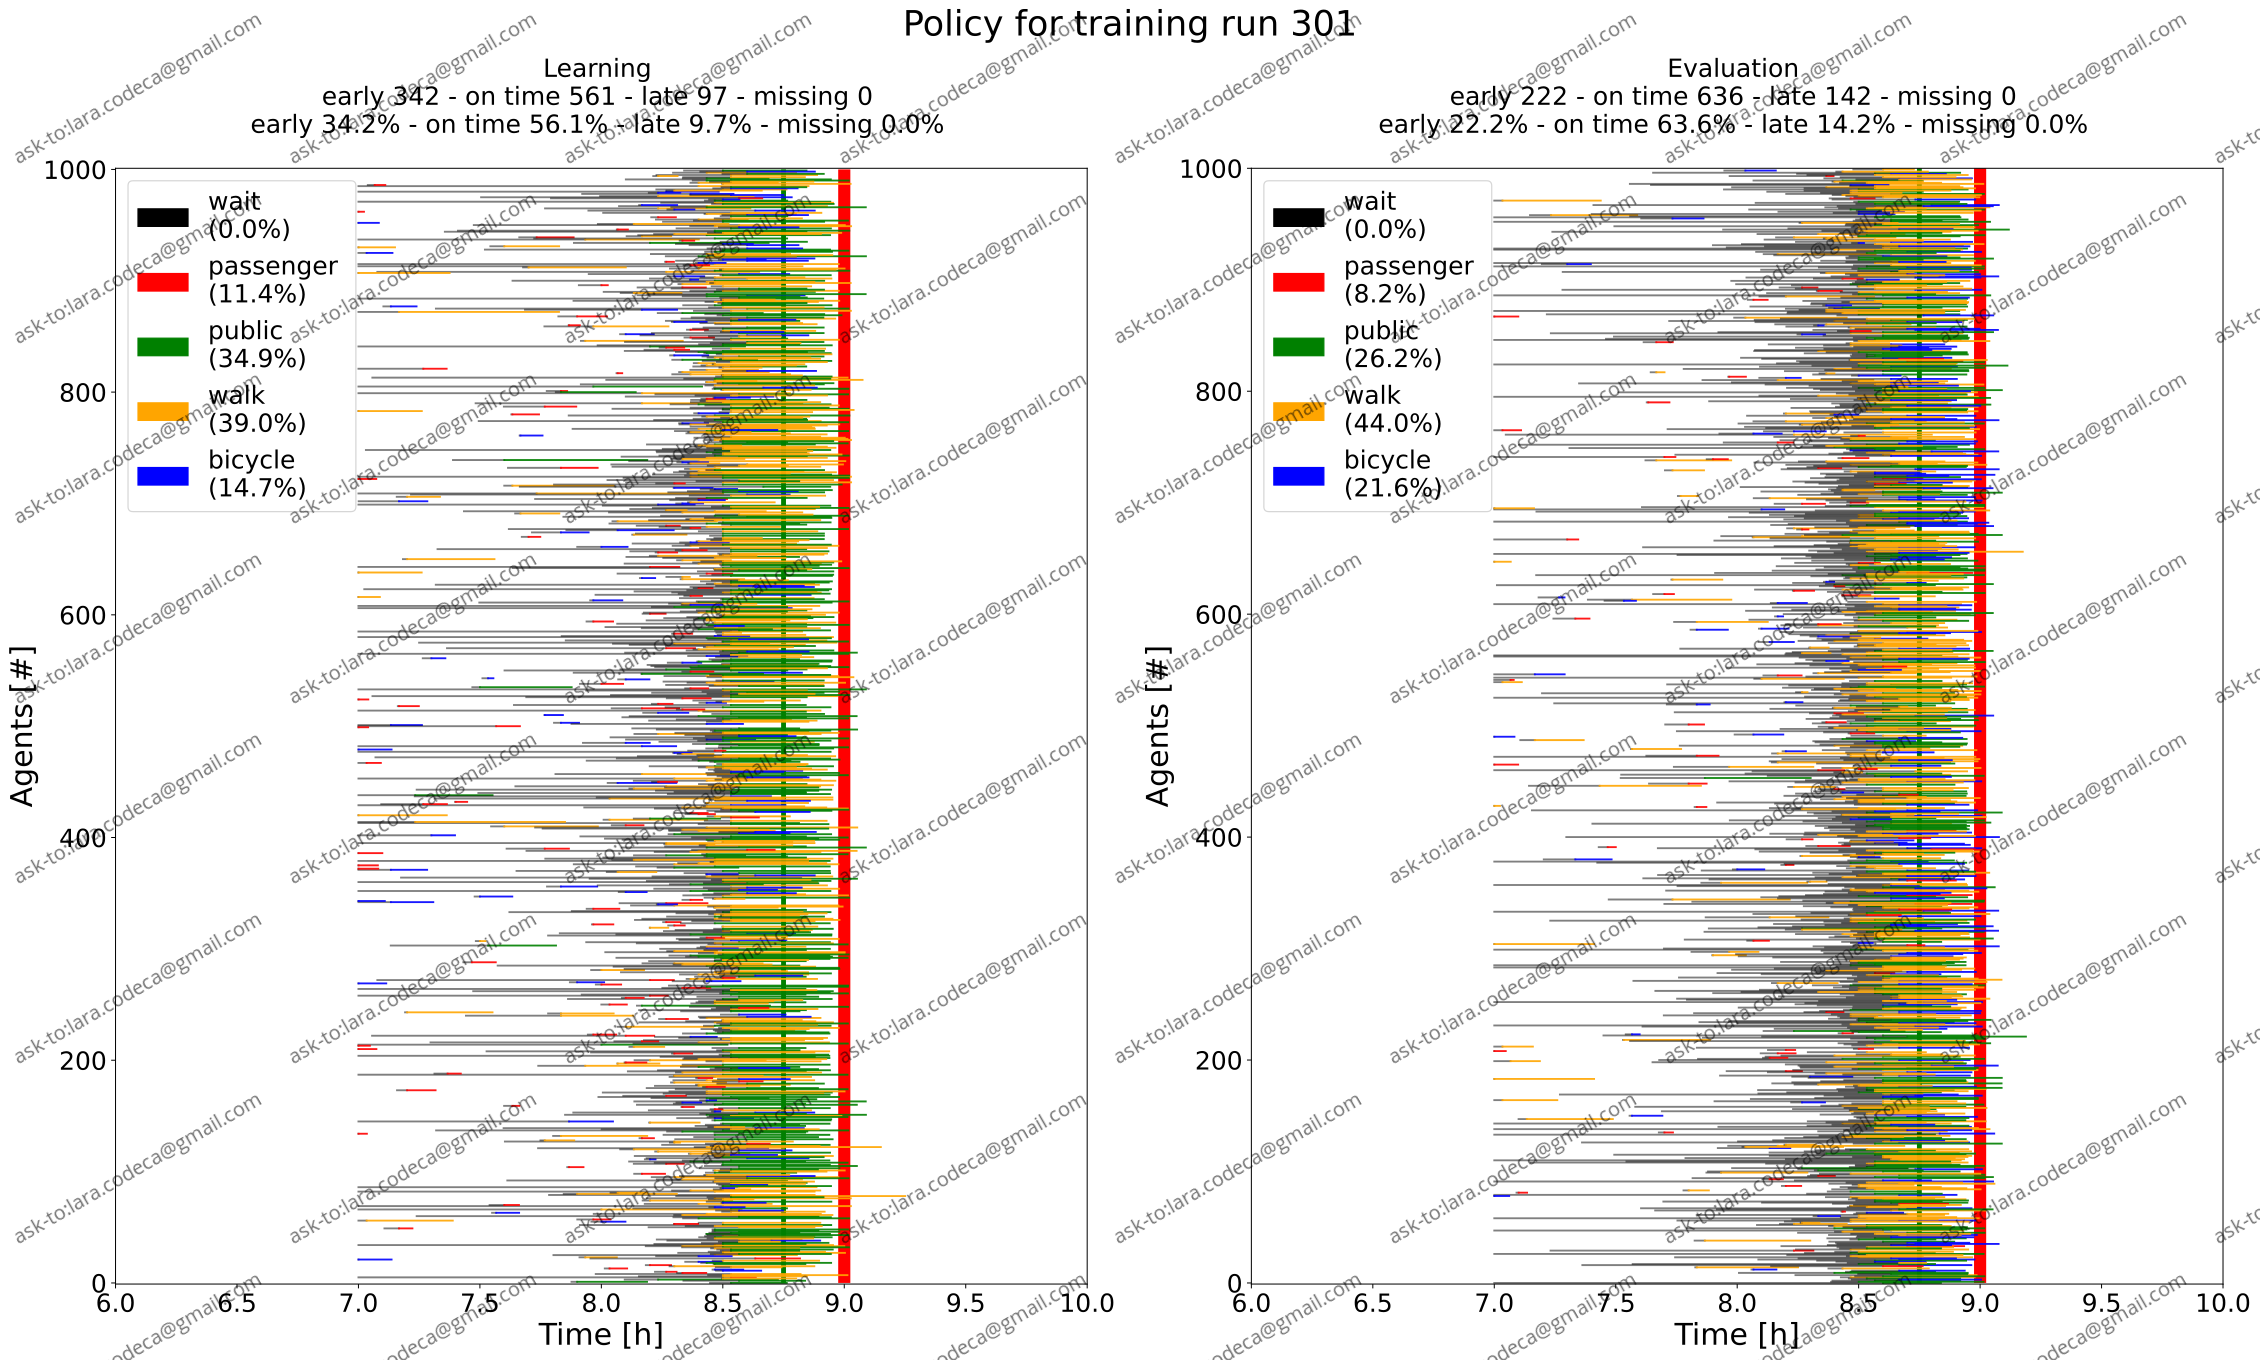 Policy for training run 301
Learning
early 342 - on time 561 - late 97 - missing 0
early 34.2% - on time 56.1% - late 9.7% - missing 0.0%
1000
800
600
400
200
0
Agents [#]
wait
(0.0%)
passenger
(11.4%)
public
(34.9%)
walk
(39.0%)
bicycle
(14.7%)
6.0 6.5 7.0 7.5 8.0 8.5 9.0 9.5 10.0
Time [h]
Evaluation
early 222 - on time 636 - late 142 - missing 0
early 22.2% - on time 63.6% - late 14.2% - missing 0.0%
1000
800
600
400
200
0
Agents [#]
wait
(0.0%)
passenger
(8.2%)
public
(26.2%)
walk
(44.0%)
bicycle
(21.6%)
6.0 6.5 7.0 7.5 8.0 8.5 9.0 9.5 10.0
Time [h]
ask-to:lara.codeca@gmail.com